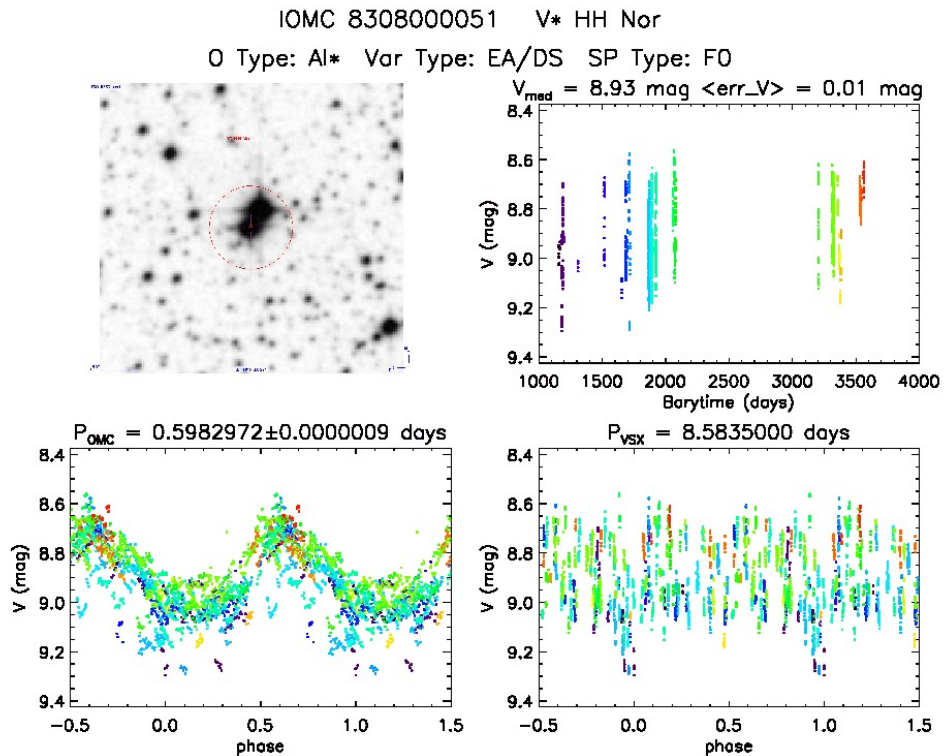 IOMC 8308000051 V* HH Nor
O Type: Al* Var Type: EA/DS SP Type: F0
V_med = 8.93 mag <err_V> = 0.01 mag
8.4
8.6
8.8
9.0
9.2
9.4
V (mag)
1000 1500 2000 2500 3000 3500 4000
Barytime (days)
P_OMC = 0.5982972±0.0000009 days
8.4
8.6
8.8
9.0
9.2
9.4
V (mag)
-0.5 0.0 0.5 1.0 1.5
phase
P_VSX = 8.5835000 days
8.4
8.6
8.8
9.0
9.2
9.4
V (mag)
-0.5 0.0 0.5 1.0 1.5
phase